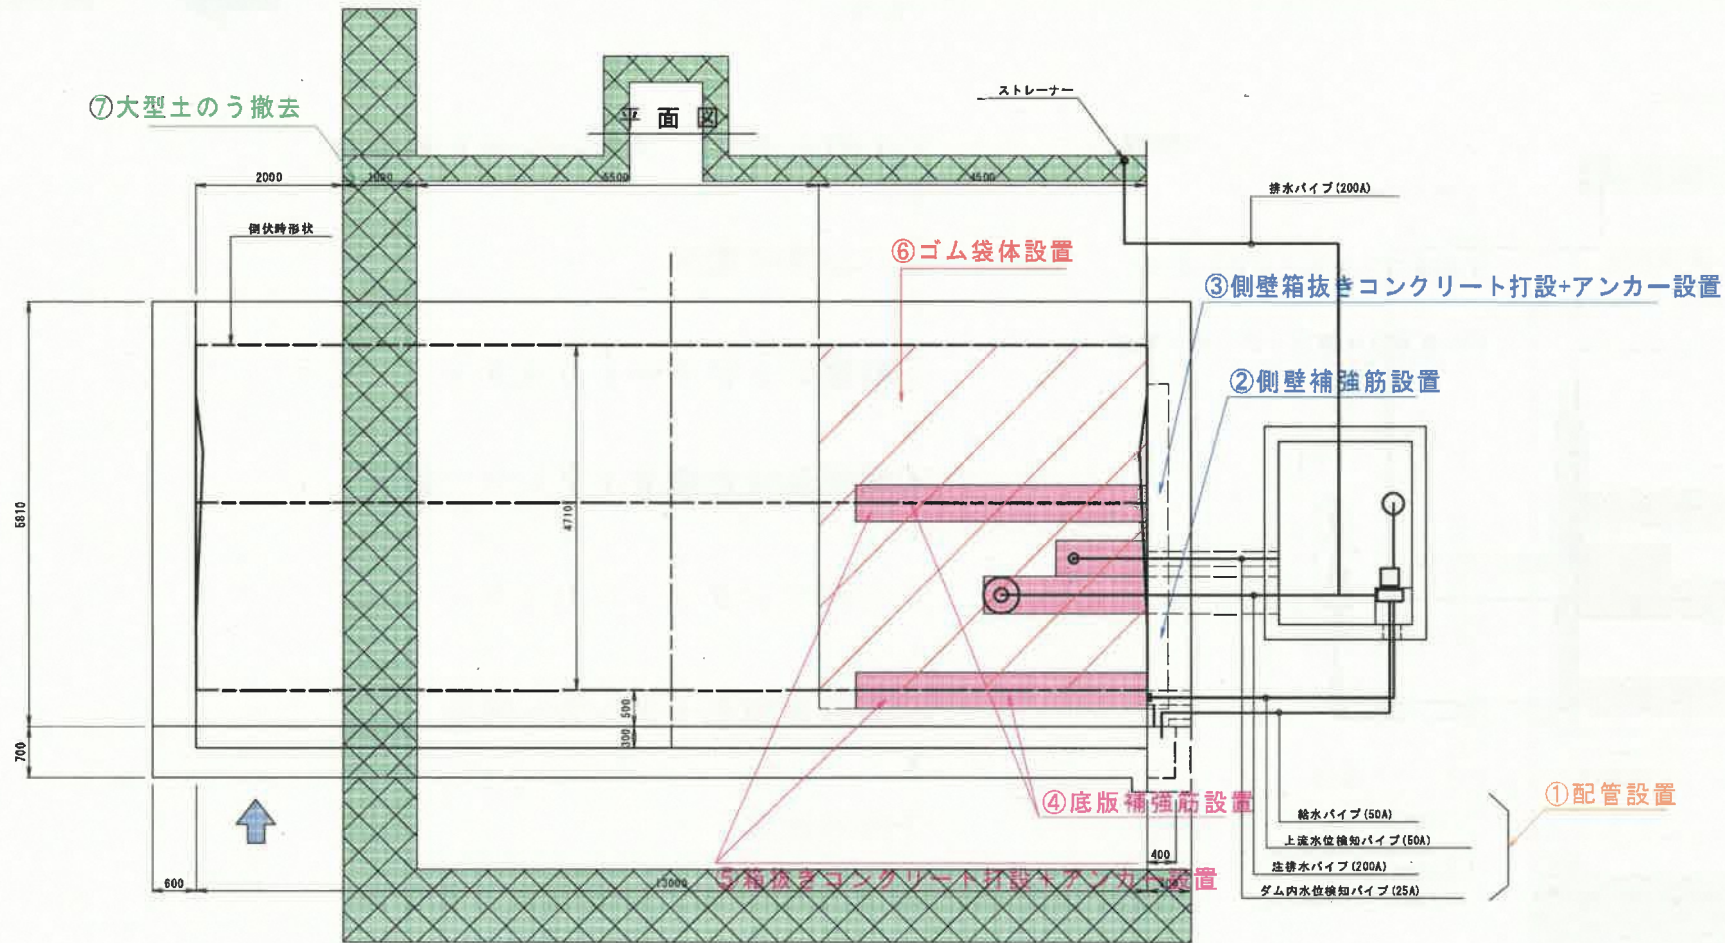 ⑦大型土のう撤去
平 面 図
ストレーナー
2000
5500
4500
排水パイプ(200A)
倒伏時形状
⑥ゴム袋体設置
③側壁箱抜きコンクリート打設+アンカー設置
②側壁補強筋設置
5810
4710
500
300
700
④底版補強筋設置
①配管設置
給水パイプ(50A)
上流水位検知パイプ(50A)
注排水パイプ(200A)
ダム内水位検知パイプ(25A)
400
600
13000
⑤箱抜きコンクリート打設+アンカー設置